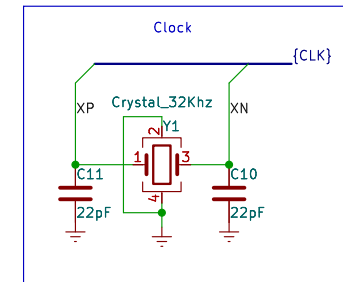 Clock
{CLK}
Crystal_32Khz
XP
XN
Y1
2
1
3
4
C11
22pF
C10
22pF